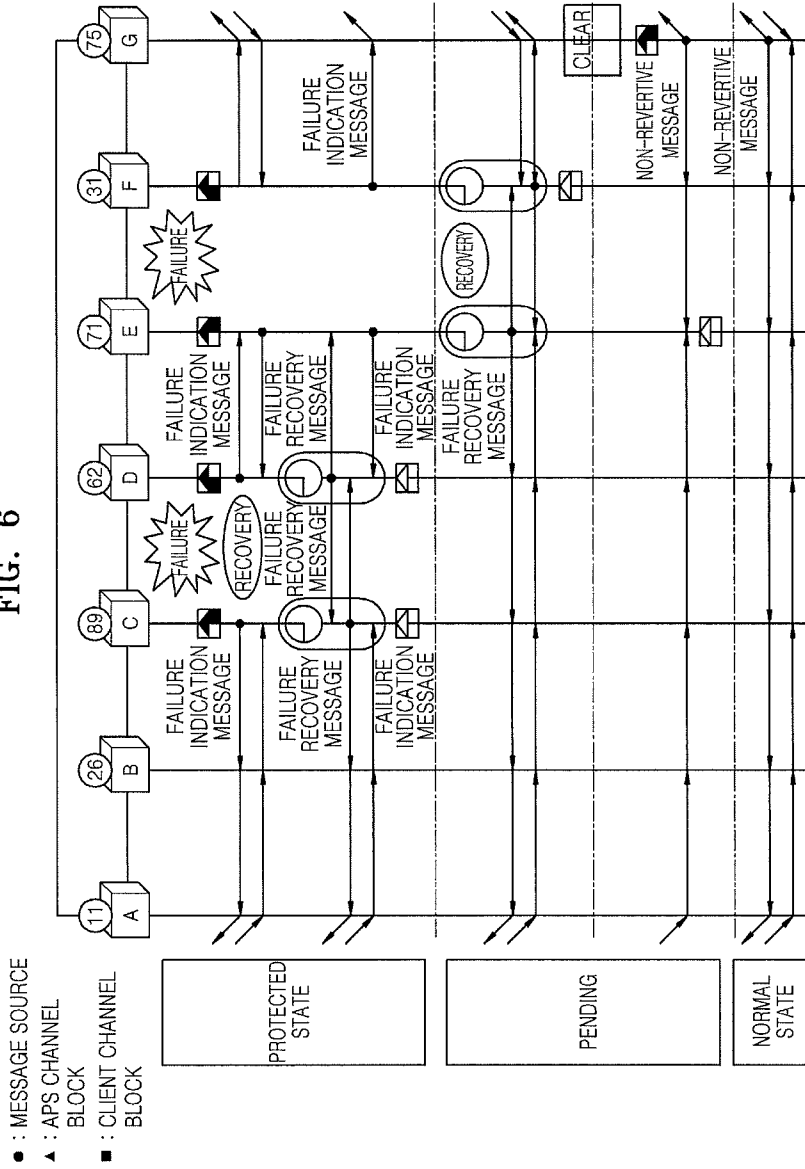 FIG. 6
● : MESSAGE SOURCE
▲ : APS CHANNEL
BLOCK
■ : CLIENT CHANNEL
BLOCK
11
A
26
B
89
C
62
D
71
E
31
F
75
G
PROTECTED
STATE
FAILURE
FAILURE
FAILURE
INDICATION
MESSAGE
FAILURE
INDICATION
MESSAGE
RECOVERY
FAILURE
RECOVERY
MESSAGE
FAILURE
RECOVERY
MESSAGE
FAILURE
RECOVERY
MESSAGE
FAILURE
INDICATION
MESSAGE
FAILURE
INDICATION
MESSAGE
FAILURE
INDICATION
MESSAGE
PENDING
FAILURE
RECOVERY
MESSAGE
RECOVERY
CLEAR
NON-REVERTIVE
MESSAGE
NORMAL
STATE
NON-REVERTIVE
MESSAGE